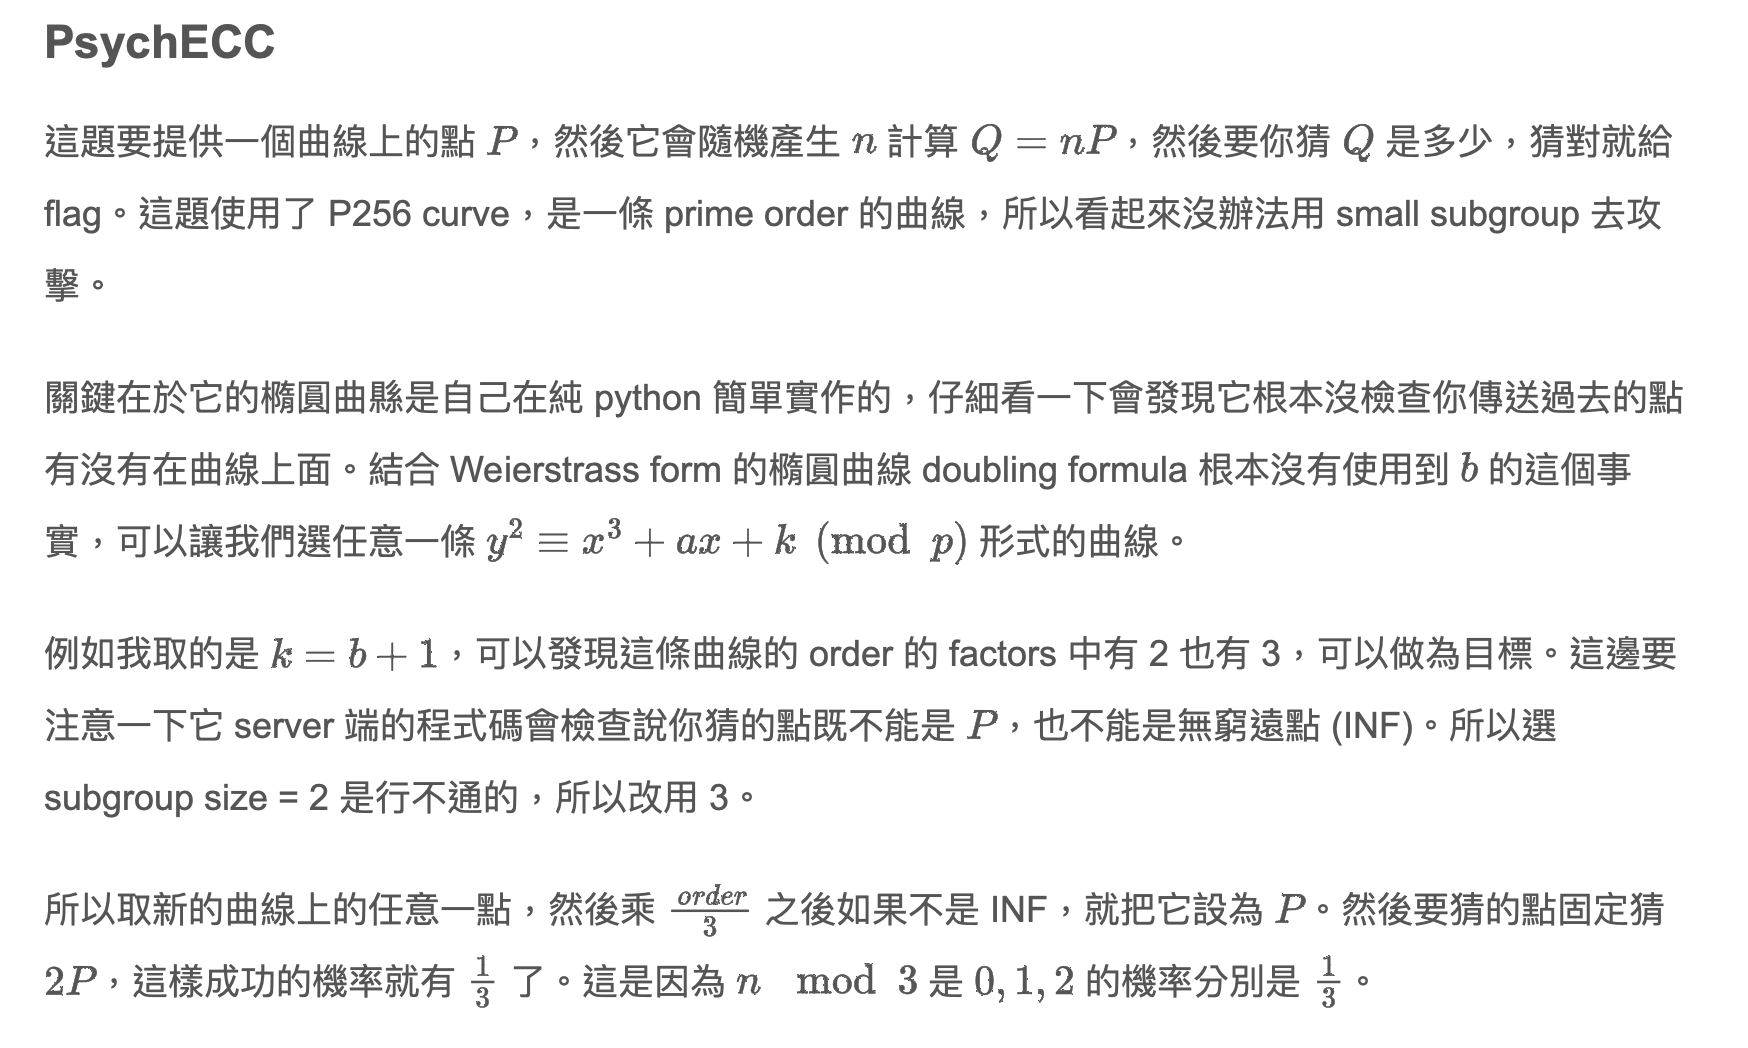 PsychECC
這題要提供一個曲線上的點 P，然後它會隨機產生 n 計算 Q = nP，然後要你猜 Q 是多少，猜對就給
flag。這題使用了 P256 curve，是一條 prime order 的曲線，所以看起來沒辦法用 small subgroup 去攻
擊。
關鍵在於它的橢圓曲縣是自己在純 python 簡單實作的，仔細看一下會發現它根本沒檢查你傳送過去的點
有沒有在曲線上面。結合 Weierstrass form 的橢圓曲線 doubling formula 根本沒有使用到 b 的這個事
實，可以讓我們選任意一條 y² ≡ x³ + ax + k (mod p) 形式的曲線。
例如我取的是 k = b + 1，可以發現這條曲線的 order 的 factors 中有 2 也有 3，可以做為目標。這邊要
注意一下它 server 端的程式碼會檢查說你猜的點既不能是 P，也不能是無窮遠點 (INF)。所以選
subgroup size = 2 是行不通的，所以改用 3。
所以取新的曲線上的任意一點，然後乘 order/3 之後如果不是 INF，就把它設為 P。然後要猜的點固定猜
2P，這樣成功的機率就有 1/3 了。這是因為 n mod 3 是 0, 1, 2 的機率分別是 1/3。